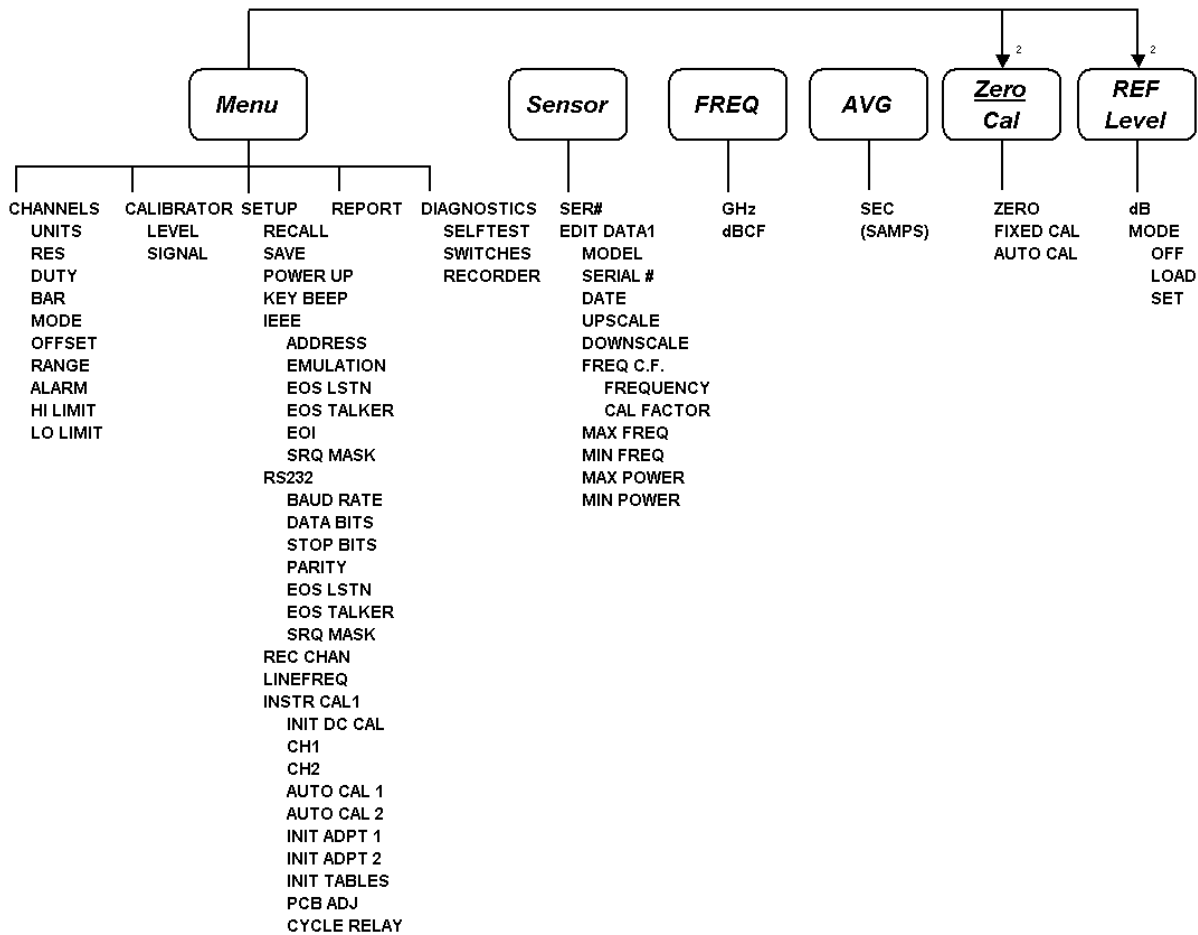 2
2
Menu
Sensor
FREQ
AVG
Zero
Cal
REF
Level
CHANNELS
UNITS
RES
DUTY
BAR
MODE
OFFSET
RANGE
ALARM
HI LIMIT
LO LIMIT
CALIBRATOR
LEVEL
SIGNAL
SETUP
RECALL
SAVE
POWER UP
KEY BEEP
IEEE
ADDRESS
EMULATION
EOS LSTN
EOS TALKER
EOI
SRQ MASK
RS232
BAUD RATE
DATA BITS
STOP BITS
PARITY
EOS LSTN
EOS TALKER
SRQ MASK
REC CHAN
LINEFREQ
INSTR CAL1
INIT DC CAL
CH1
CH2
AUTO CAL 1
AUTO CAL 2
INIT ADPT 1
INIT ADPT 2
INIT TABLES
PCB ADJ
CYCLE RELAY
REPORT
DIAGNOSTICS
SELFTEST
SWITCHES
RECORDER
SER#
EDIT DATA1
MODEL
SERIAL #
DATE
UPSCALE
DOWNSCALE
FREQ C.F.
FREQUENCY
CAL FACTOR
MAX FREQ
MIN FREQ
MAX POWER
MIN POWER
GHz
dBCF
SEC
(SAMPS)
ZERO
FIXED CAL
AUTO CAL
dB
MODE
OFF
LOAD
SET